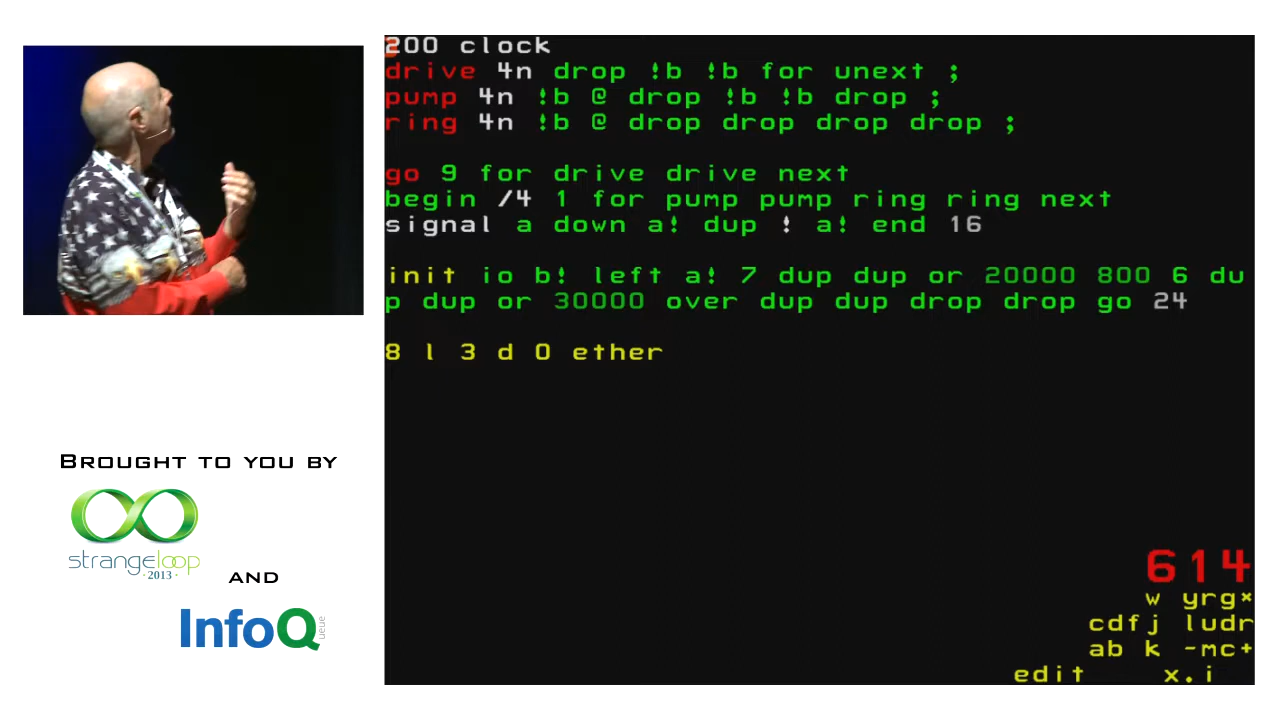 200 clock
drive 4n drop !b !b for unext ;
pump 4n !b @ drop !b !b drop ;
ring 4n !b @ drop drop drop drop ;
go 9 for drive drive next
begin /4 1 for pump pump ring ring next
signal a down a! dup ! a! end 16
init io b! left a! 7 dup dup or 20000 800 6 du
p dup or 30000 over dup dup drop drop go 24
8 l 3 d 0 ether
614
w yrg*
cdfj ludr
ab k -mc+
edit x.i
BROUGHT TO YOU BY
strangeloop
·2013·
AND
InfoQ
ueue